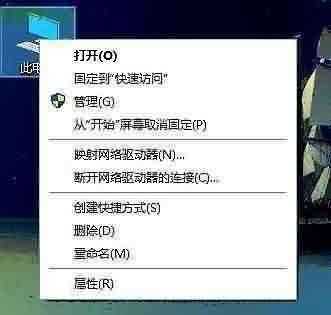 此电
打开(O)
固定到"快速访问"
管理(G)
从"开始"屏幕取消固定(P)
映射网络驱动器(N)...
断开网络驱动器的连接(C)...
创建快捷方式(S)
删除(D)
重命名(M)
属性(R)